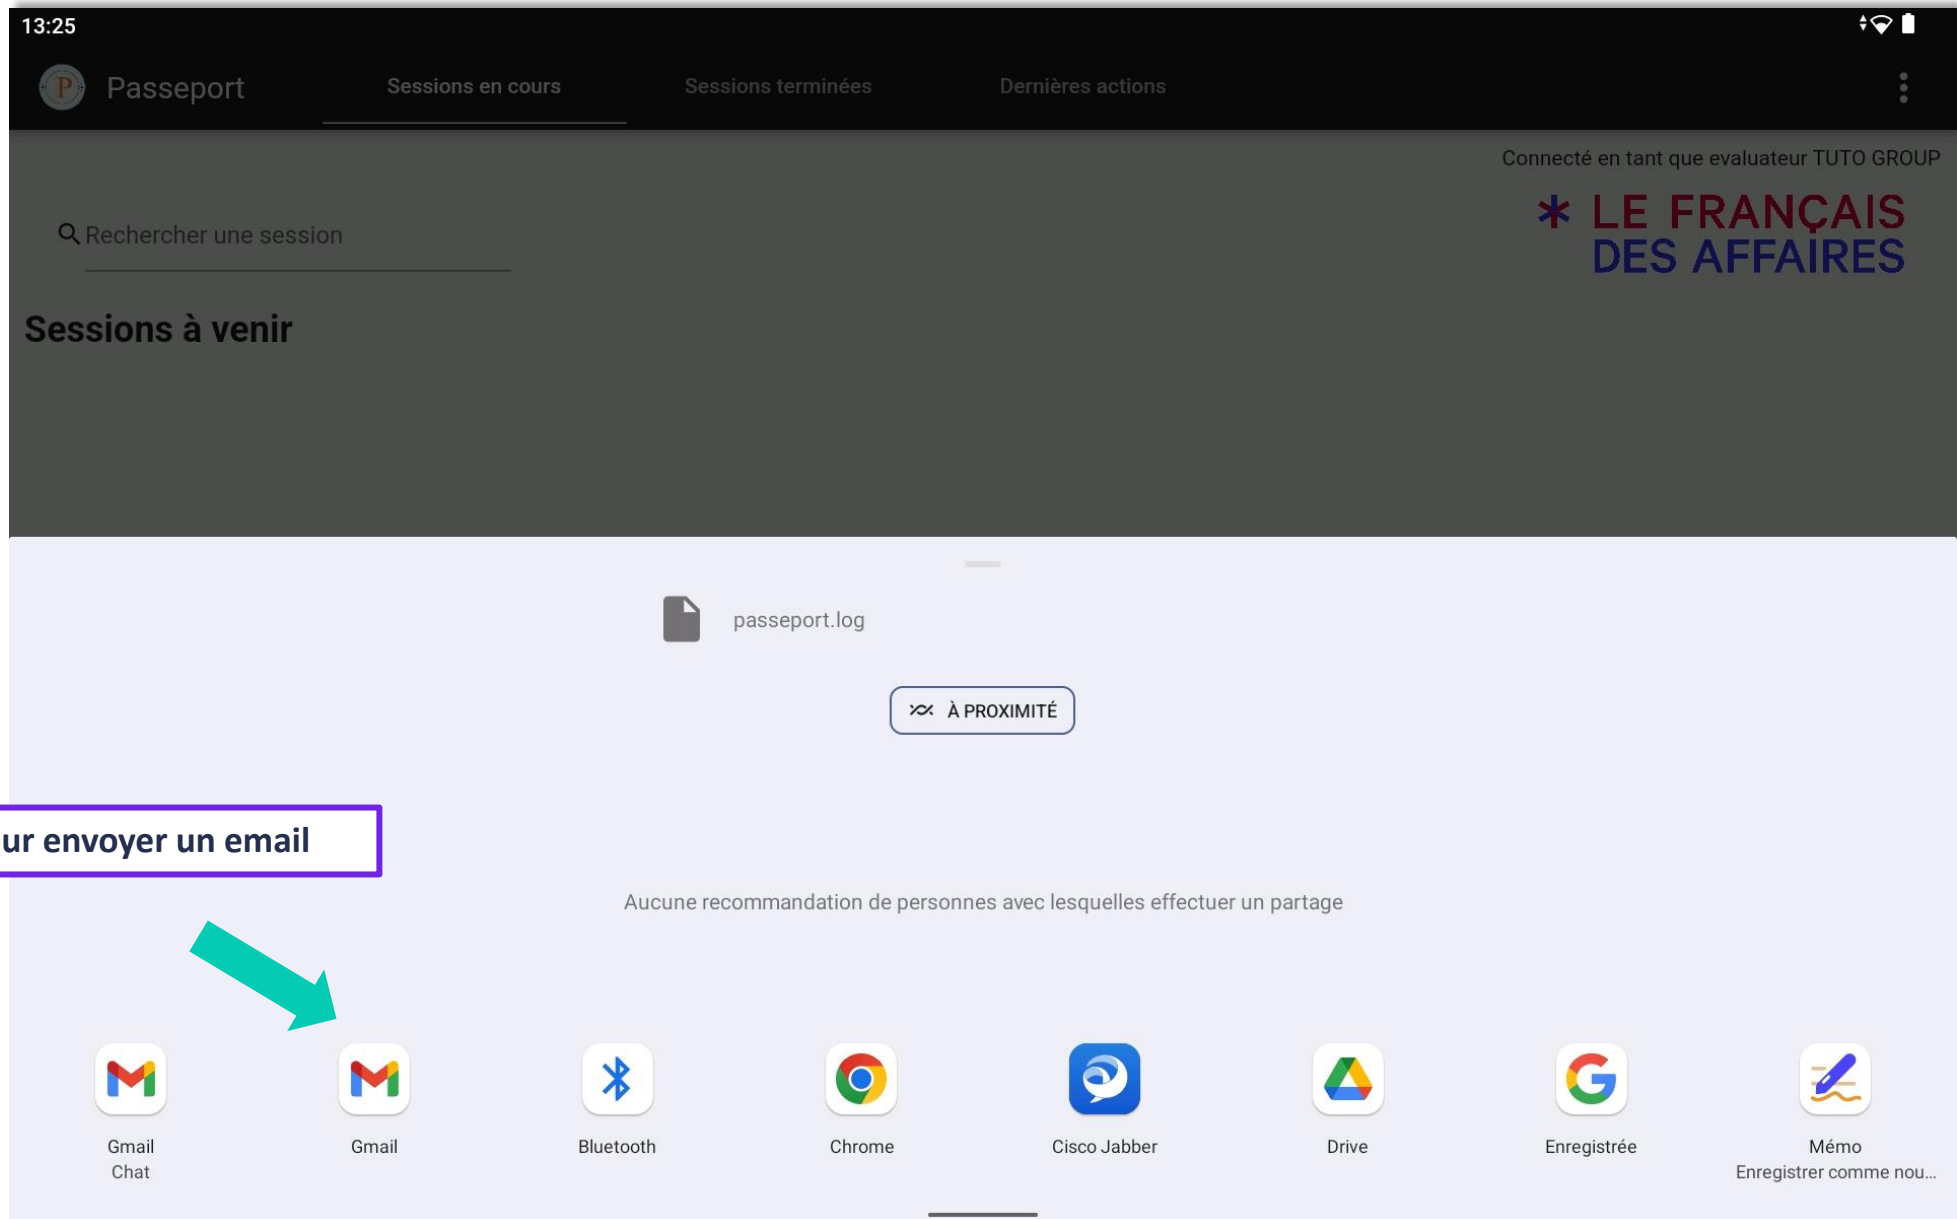 13:25
Passeport
Sessions en cours
Sessions terminées
Dernières actions
Connecté en tant que evaluateur TUTO GROUP
Rechercher une session
LE FRANÇAIS
DES AFFAIRES
Sessions à venir
passeport.log
À PROXIMITÉ
ur envoyer un email
Aucune recommandation de personnes avec lesquelles effectuer un partage
Gmail
Chat
Gmail
Bluetooth
Chrome
Cisco Jabber
Drive
Enregistrée
Mémo
Enregistrer comme nou...